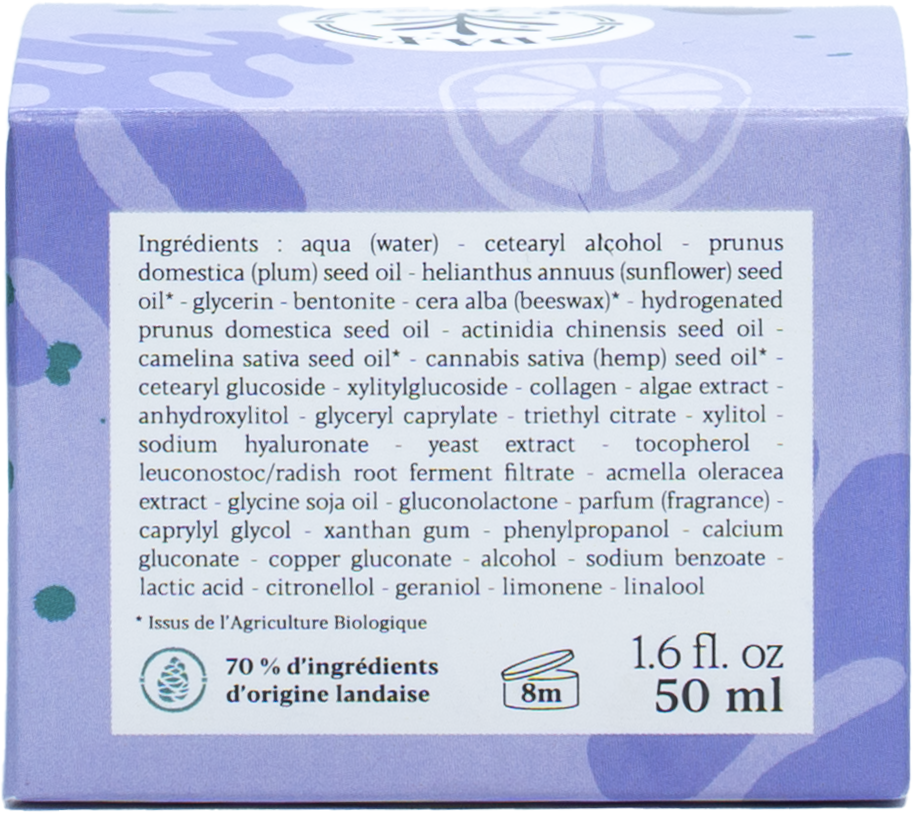 Ingrédients : aqua (water) - cetearyl alcohol - prunus
domestica (plum) seed oil - helianthus annuus (sunflower) seed
oil* - glycerin - bentonite - cera alba (beeswax)* - hydrogenated
prunus domestica seed oil - actinidia chinensis seed oil -
camelina sativa seed oil* - cannabis sativa (hemp) seed oil* -
cetearyl glucoside - xylitylglucoside - collagen - algae extract -
anhydroxylitol - glyceryl caprylate - triethyl citrate - xylitol -
sodium hyaluronate - yeast extract - tocopherol -
leuconostoc/radish root ferment filtrate - acmella oleracea
extract - glycine soja oil - gluconolactone - parfum (fragrance) -
caprylyl glycol - xanthan gum - phenylpropanol - calcium
gluconate - copper gluconate - alcohol - sodium benzoate -
lactic acid - citronellol - geraniol - limonene - linalool
* Issus de l'Agriculture Biologique
70 % d'ingrédients
d'origine landaise
8m
1.6 fl. oz
50 ml